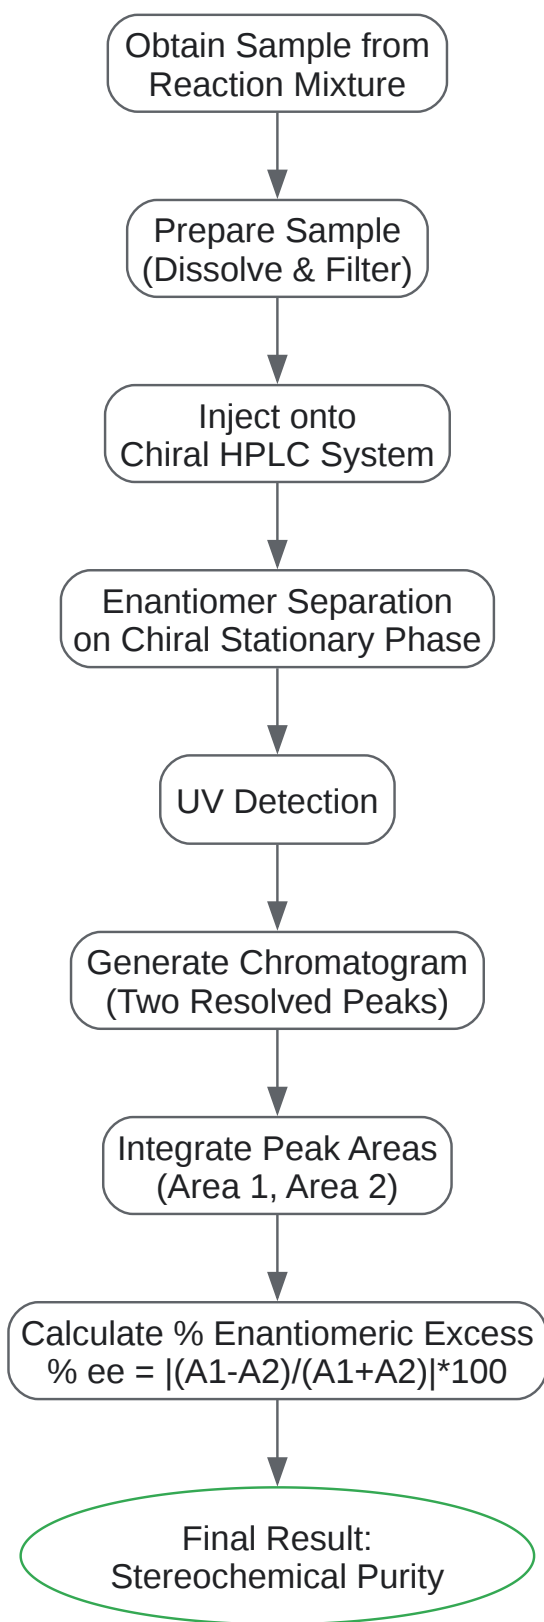 Obtain Sample from
Reaction Mixture
Prepare Sample
(Dissolve & Filter)
Inject onto
Chiral HPLC System
Enantiomer Separation
on Chiral Stationary Phase
UV Detection
Generate Chromatogram
(Two Resolved Peaks)
Integrate Peak Areas
(Area 1, Area 2)
Calculate % Enantiomeric Excess
% ee = |(A1-A2)/(A1+A2)|*100
Final Result:
Stereochemical Purity